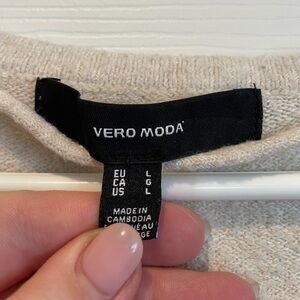 VERO MODA
EU L
CA G
US L
MADE IN
CAMBODIA